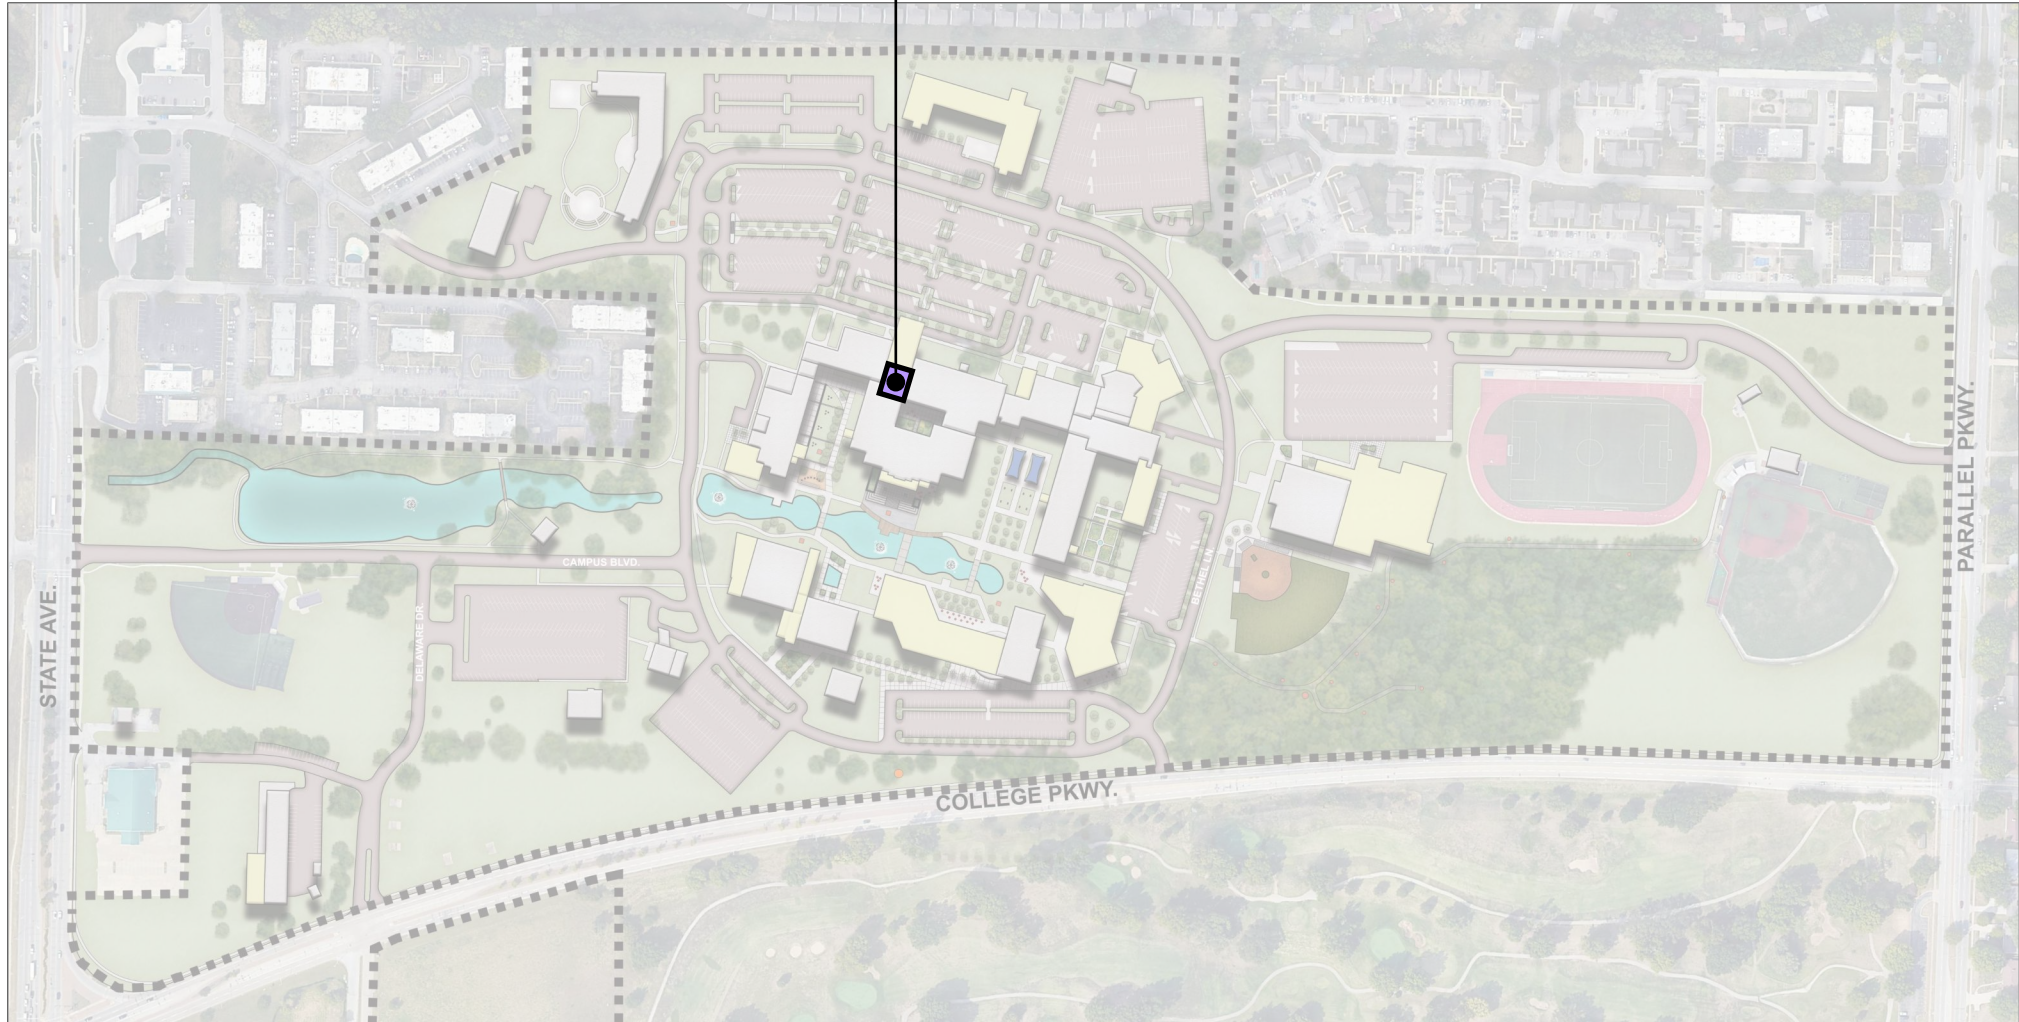 CAMPUS BLVD.
BETHEL LN
DELAWARE DR
STATE AVE.
PARALLEL PKWY.
COLLEGE PKWY.